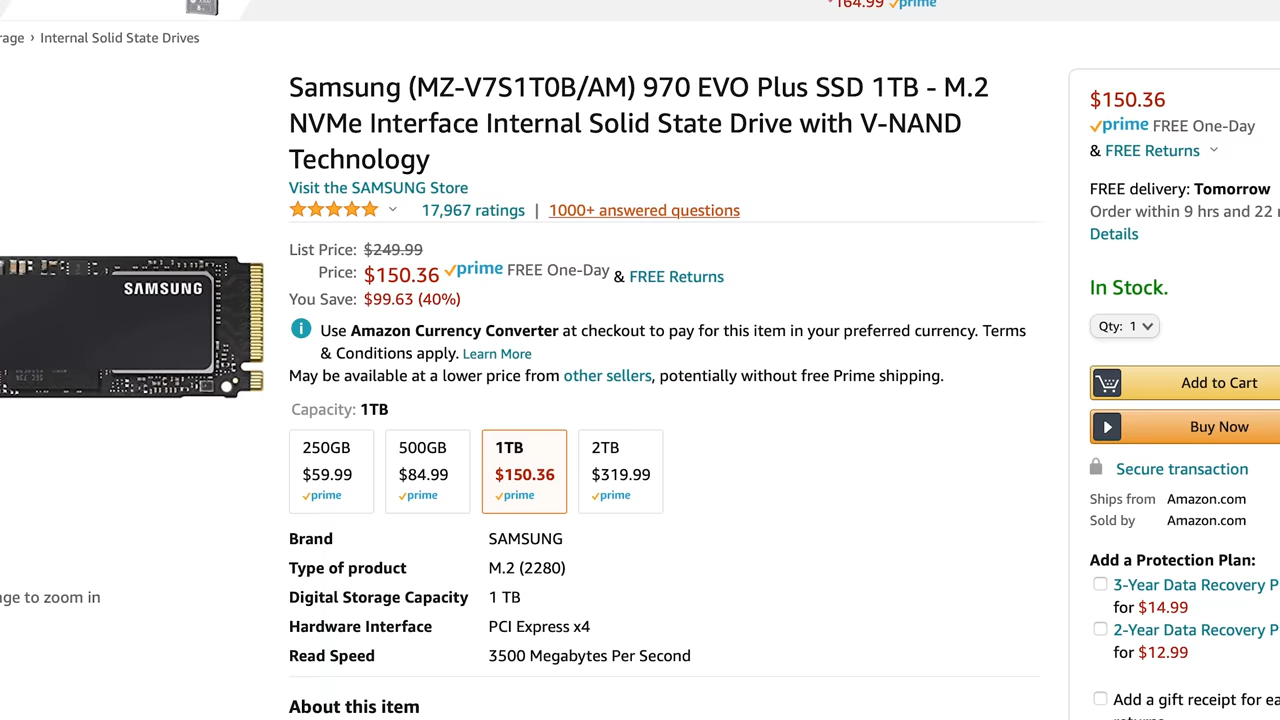 164.99 prime
rage › Internal Solid State Drives
Samsung (MZ-V7S1T0B/AM) 970 EVO Plus SSD 1TB - M.2
NVMe Interface Internal Solid State Drive with V-NAND
Technology
Visit the SAMSUNG Store
17,967 ratings | 1000+ answered questions
List Price: $249.99
Price: $150.36 prime FREE One-Day & FREE Returns
You Save: $99.63 (40%)
Use Amazon Currency Converter at checkout to pay for this item in your preferred currency. Terms
& Conditions apply. Learn More
May be available at a lower price from other sellers, potentially without free Prime shipping.
Capacity: 1TB
250GB
$59.99
prime
500GB
$84.99
prime
1TB
$150.36
prime
2TB
$319.99
prime
Brand SAMSUNG
Type of product M.2 (2280)
Digital Storage Capacity 1 TB
Hardware Interface PCI Express x4
Read Speed 3500 Megabytes Per Second
About this item
SAMSUNG
age to zoom in
$150.36
prime FREE One-Day
& FREE Returns
FREE delivery: Tomorrow
Order within 9 hrs and 22
Details
In Stock.
Qty: 1
Add to Cart
Buy Now
Secure transaction
Ships from Amazon.com
Sold by Amazon.com
Add a Protection Plan:
3-Year Data Recovery P
for $14.99
2-Year Data Recovery P
for $12.99
Add a gift receipt for ea